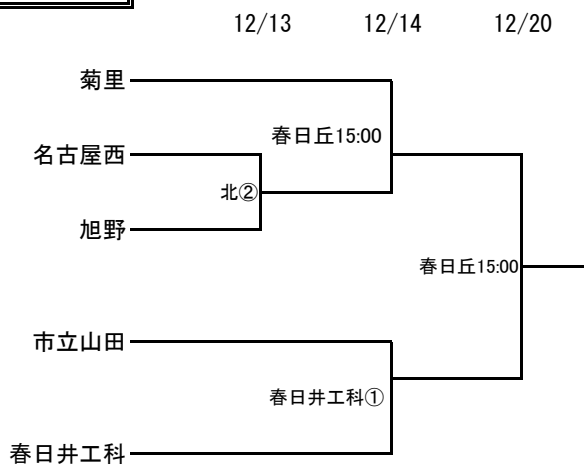 12/13 12/14 12/20
菊里
春日丘15:00
名古屋西
北②
旭野
春日丘15:00
市立山田
春日井工科①
春日井工科